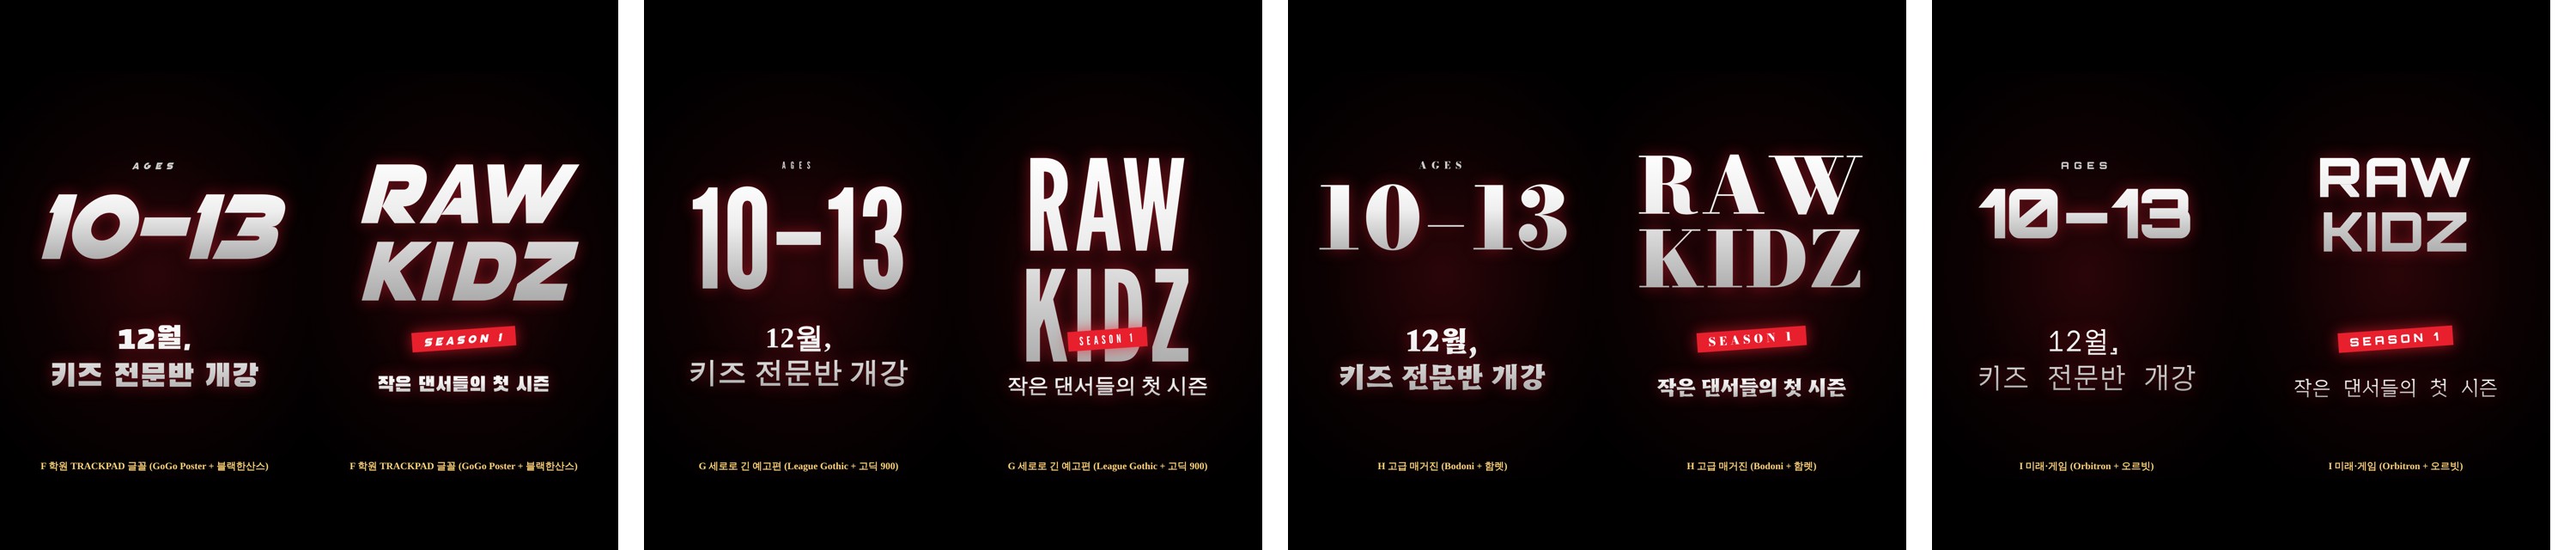 AGES
10–13
12월,
키즈 전문반 개강
F 학원 TRACKPAD 글꼴 (GoGo Poster + 블랙한산스)
RAW
KIDZ
SEASON 1
작은 댄서들의 첫 시즌
F 학원 TRACKPAD 글꼴 (GoGo Poster + 블랙한산스)
AGES
10–13
12월,
키즈 전문반 개강
G 세로로 긴 예고편 (League Gothic + 고딕 900)
RAW
KIDZ
SEASON 1
작은 댄서들의 첫 시즌
G 세로로 긴 예고편 (League Gothic + 고딕 900)
AGES
10–13
12월,
키즈 전문반 개강
H 고급 매거진 (Bodoni + 함렛)
RAW
KIDZ
SEASON 1
작은 댄서들의 첫 시즌
H 고급 매거진 (Bodoni + 함렛)
AGES
10–13
12월,
키즈 전문반 개강
I 미래·게임 (Orbitron + 오르빗)
RAW
KIDZ
SEASON 1
작은 댄서들의 첫 시즌
I 미래·게임 (Orbitron + 오르빗)